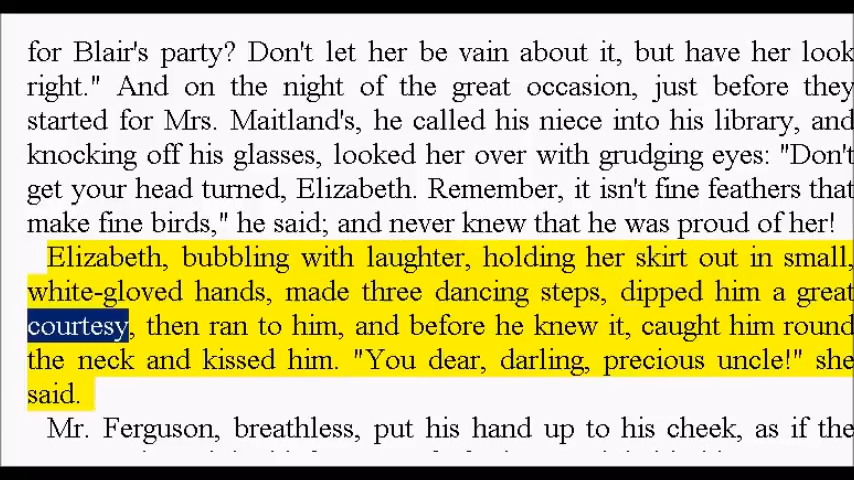 for Blair's party? Don't let her be vain about it, but have her look
right." And on the night of the great occasion, just before they
started for Mrs. Maitland's, he called his niece into his library, and
knocking off his glasses, looked her over with grudging eyes: "Don't
get your head turned, Elizabeth. Remember, it isn't fine feathers that
make fine birds," he said; and never knew that he was proud of her!
Elizabeth, bubbling with laughter, holding her skirt out in small,
white-gloved hands, made three dancing steps, dipped him a great
courtesy, then ran to him, and before he knew it, caught him round
the neck and kissed him. "You dear, darling, precious uncle!" she
said.
Mr. Ferguson, breathless, put his hand up to his cheek, as if the